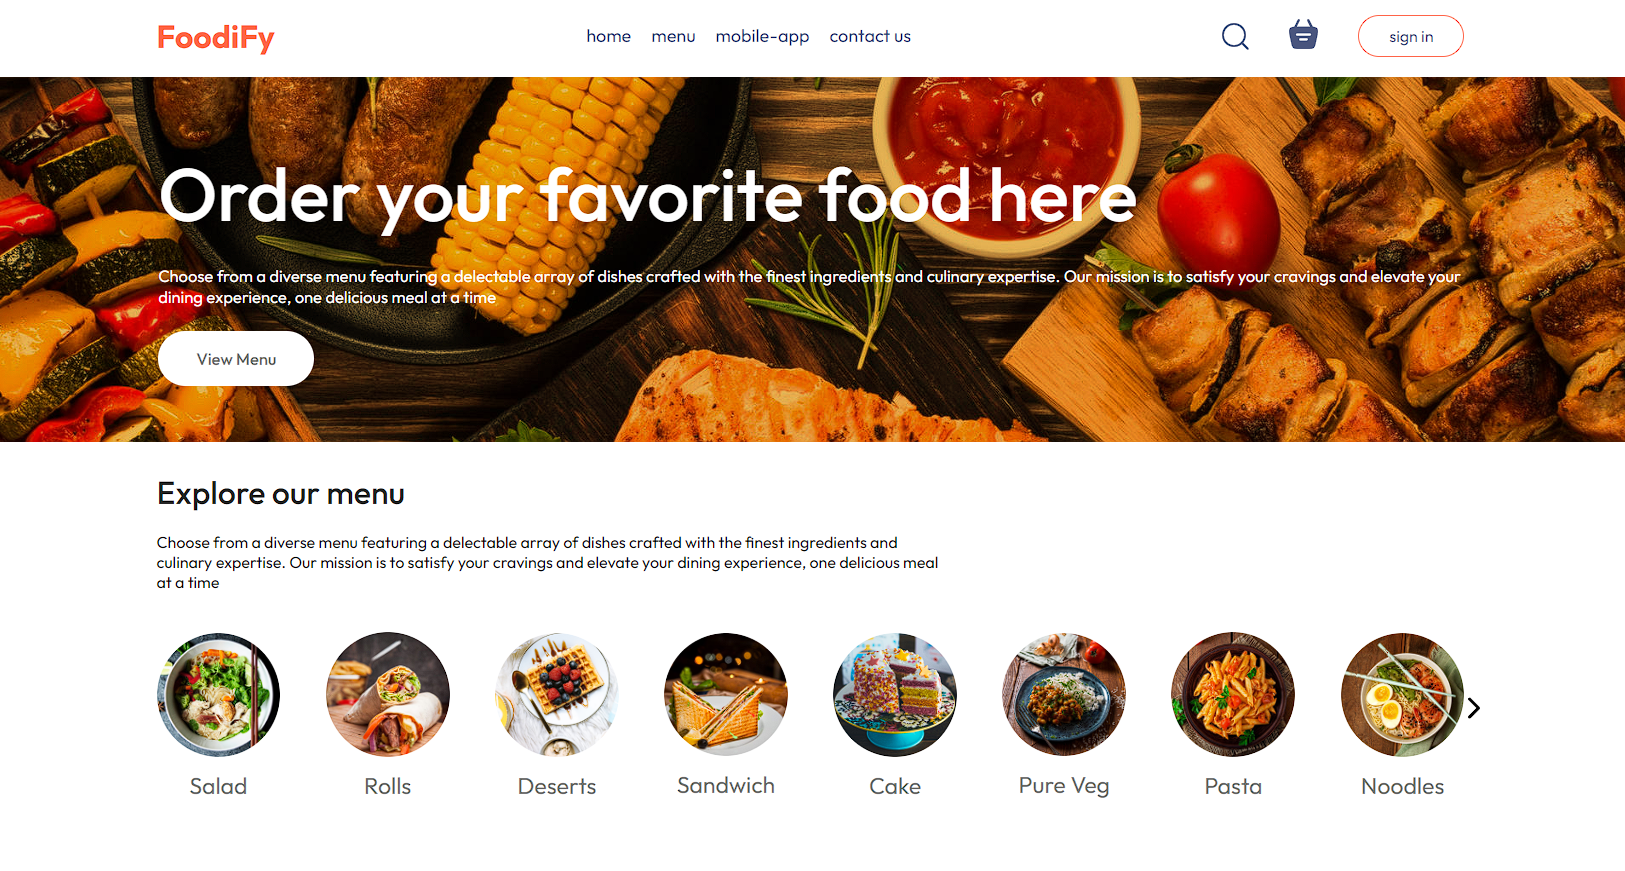 FoodiFy
home menu mobile-app contact us
sign in
Order your favorite food here
Choose from a diverse menu featuring a delectable array of dishes crafted with the finest ingredients and culinary expertise. Our mission is to satisfy your cravings and elevate your
dining experience, one delicious meal at a time
View Menu
Explore our menu
Choose from a diverse menu featuring a delectable array of dishes crafted with the finest ingredients and
culinary expertise. Our mission is to satisfy your cravings and elevate your dining experience, one delicious meal
at a time
Salad Rolls Deserts Sandwich Cake Pure Veg Pasta Noodles